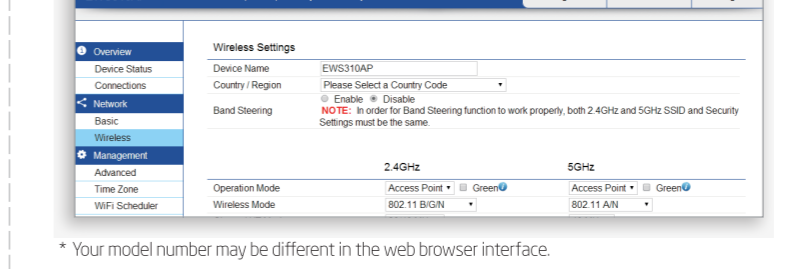 Wireless Settings
Overview
Device Status
Connections
Network
Basic
Wireless
Management
Advanced
Time Zone
WiFi Scheduler
Device Name EWS310AP
Country / Region Please Select a Country Code
Band Steering Enable Disable
NOTE: In order for Band Steering function to work properly, both 2.4GHz and 5GHz SSID and Security
Settings must be the same.
2.4GHz 5GHz
Operation Mode Access Point Green Access Point Green
Wireless Mode 802.11 B/G/N 802.11 A/N
* Your model number may be different in the web browser interface.